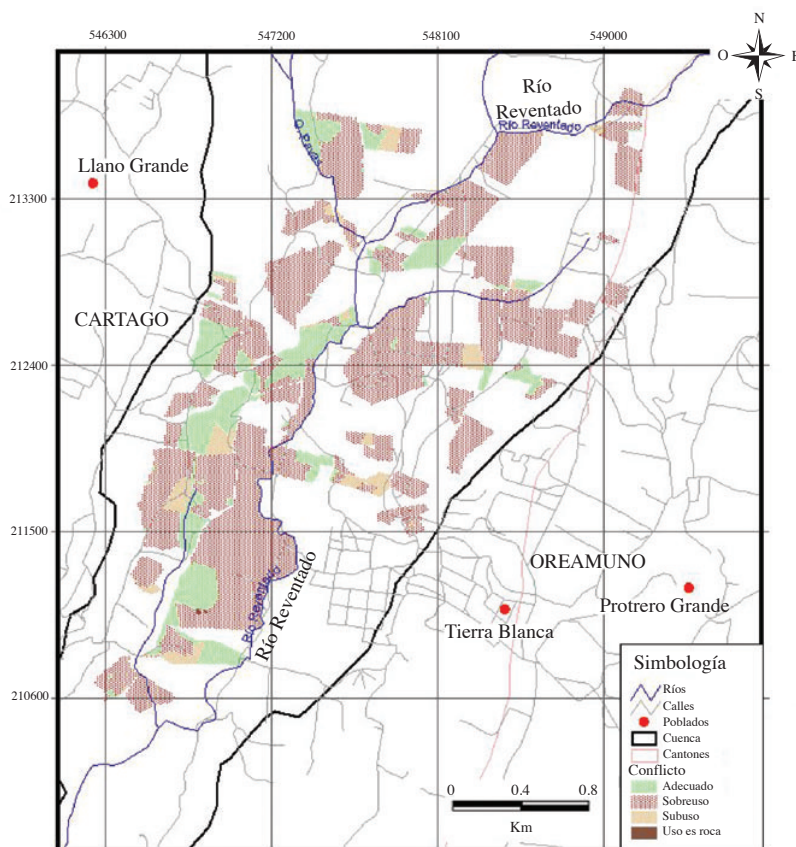 546300 547200 548100 549000
N
O E
S
Río
Reventado
Río Reventado
Q. Pavas
Llano Grande
213300
CARTAGO
212400
211500
OREAMUNO
Río Reventado
Río Reventado
Protrero Grande
Tierra Blanca
210600
Simbología
Ríos
Calles
Poblados
Cuenca
Cantones
Conflicto
Adecuado
Sobreuso
Subuso
Uso es roca
0 0.4 0.8
Km